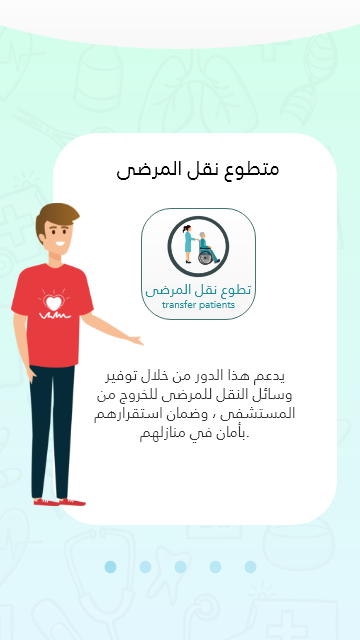 متطوع نقل المرضى
تطوع نقل المرضى
transfer patients
يدعم هذا الدور من خلال توفير
وسائل النقل للمرضى للخروج من
المستشفى ، وضمان استقرارهم
بأمان في منازلهم.